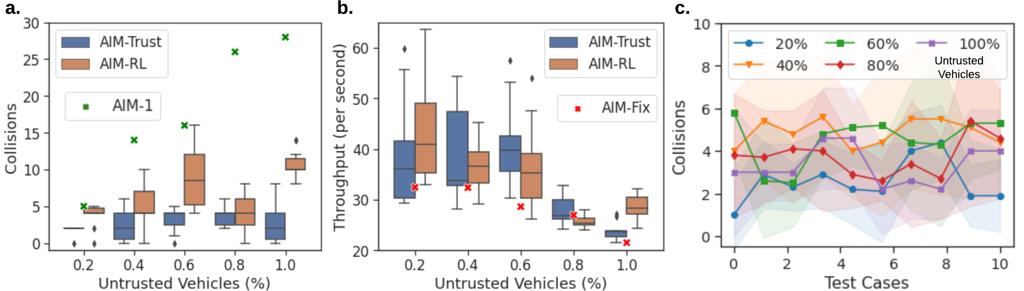 a.
Collisions
30
25
20
15
10
5
0
AIM-Trust
AIM-RL
AIM-1
0.2 0.4 0.6 0.8 1.0
Untrusted Vehicles (%)
b.
Throughput (per second)
60
50
40
30
20
AIM-Trust
AIM-RL
AIM-Fix
0.2 0.4 0.6 0.8 1.0
Untrusted Vehicles (%)
c.
Collisions
10
8
6
4
2
0
20% 60% 100%
40% 80% Untrusted
Vehicles
0 2 4 6 8 10
Test Cases